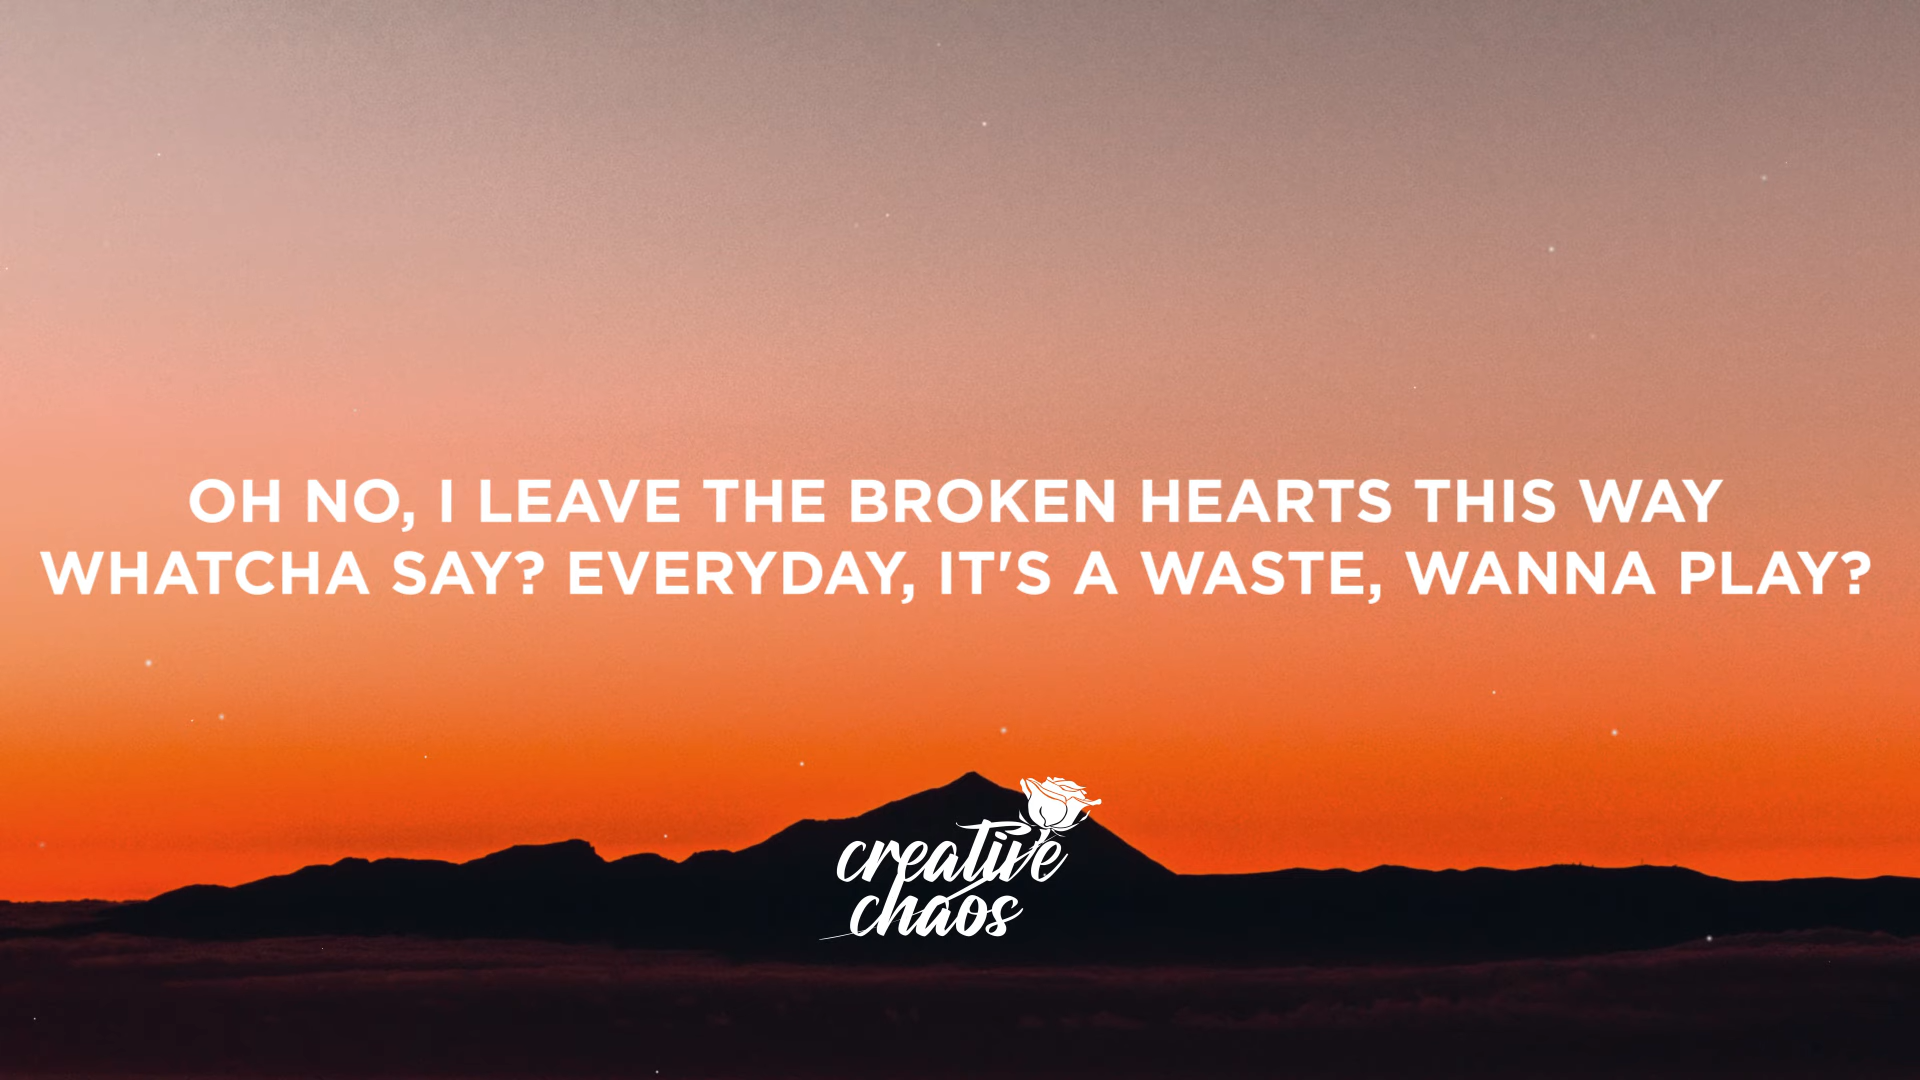 OH NO, I LEAVE THE BROKEN HEARTS THIS WAY
WHATCHA SAY? EVERYDAY, IT'S A WASTE, WANNA PLAY?
creative
chaos